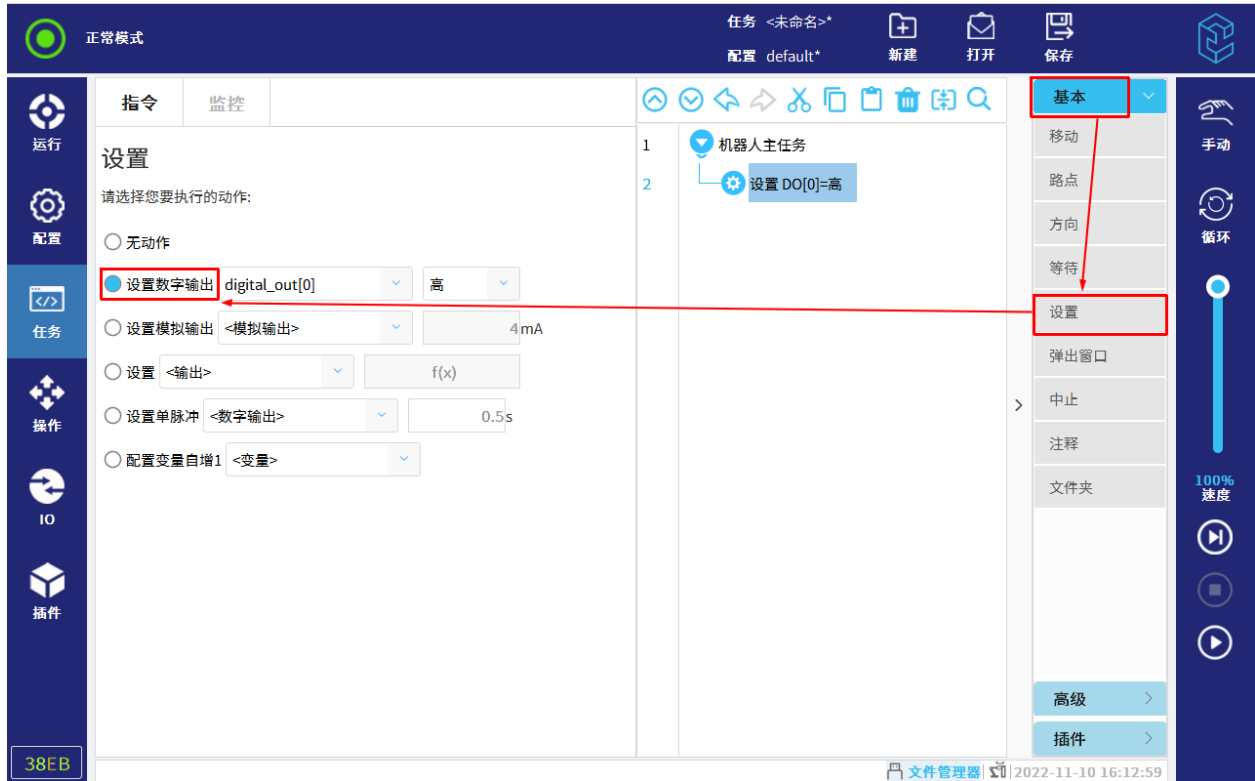 正常模式
任务 <未命名>*
配置 default*
新建
打开
保存
运行
配置
任务
操作
IO
插件
38EB
指令
监控
设置
请选择您要执行的动作:
无动作
设置数字输出 digital_out[0] 高
设置模拟输出 <模拟输出> 4 mA
设置 <输出> f(x)
设置单脉冲 <数字输出> 0.5 s
配置变量自增1 <变量>
1 机器人主任务
2 设置 DO[0]=高
基本
移动
路点
方向
等待
设置
弹出窗口
中止
注释
文件夹
高级
插件
手动
循环
100%
速度
文件管理器
2022-11-10 16:12:59